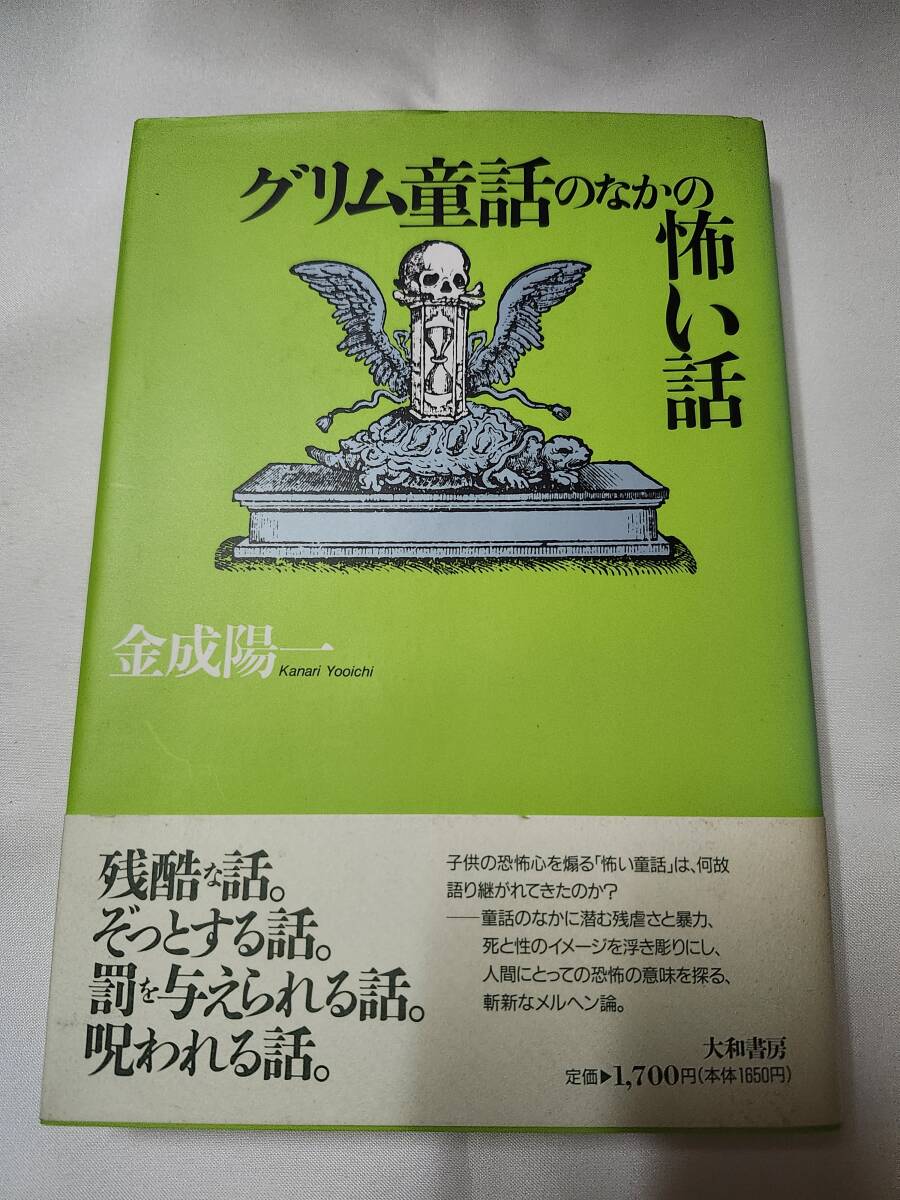 グリム童話のなかの
怖い話
金成陽一
Kanari Yooichi
残酷な話。
ぞっとする話。
罰を与えられる話。
呪われる話。
子供の恐怖心を煽る「怖い童話」は、何故
語り継がれてきたのか?
──童話のなかに潜む残虐さと暴力、
死と性のイメージを浮き彫りにし、
人間にとっての恐怖の意味を探る、
斬新なメルヘン論。
大和書房
定価▶1,700円(本体1650円)